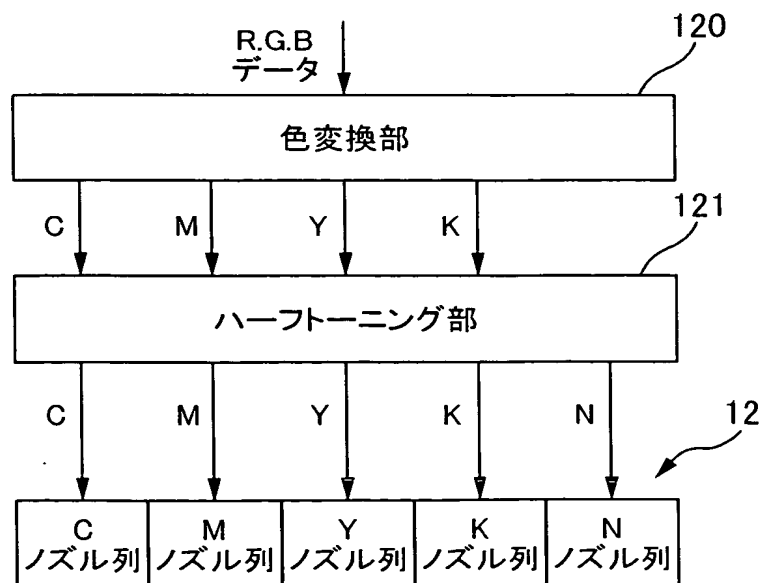 R.G.B
データ
120
色変換部
C M Y K
121
ハーフトーニング部
C M Y K N
12
C M Y K N
ノズル列 ノズル列 ノズル列 ノズル列 ノズル列